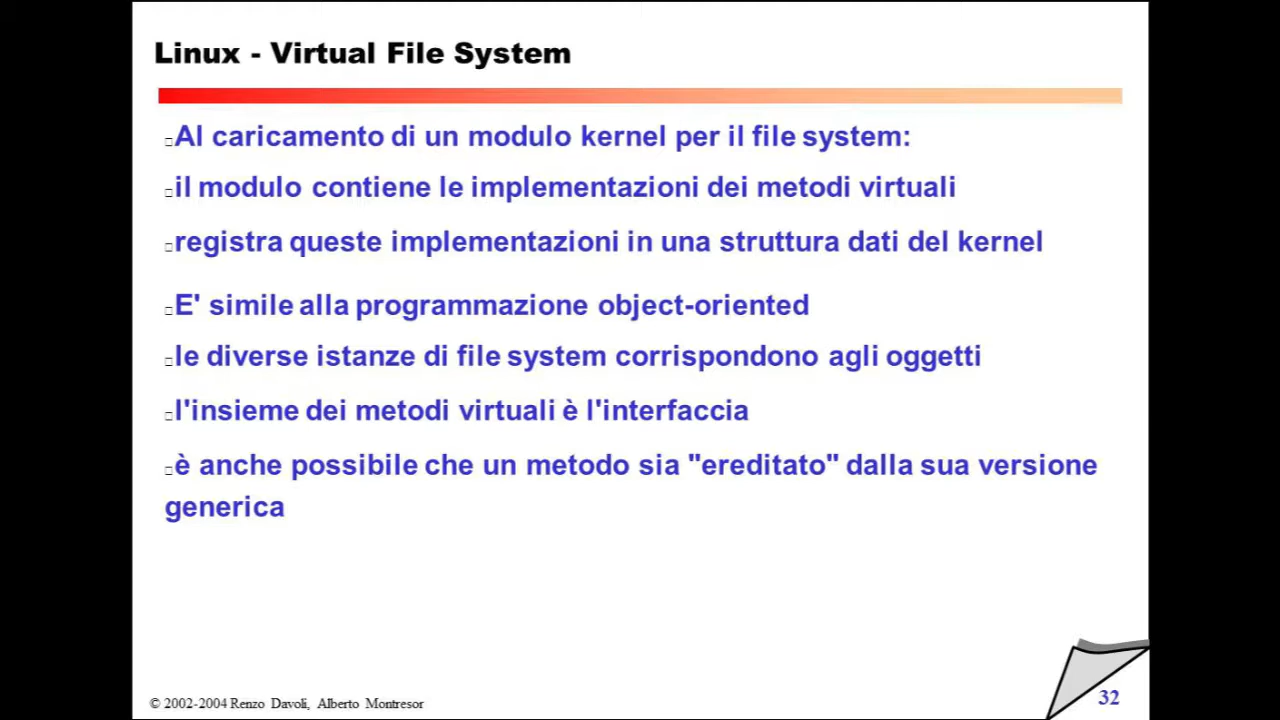 Linux - Virtual File System
Al caricamento di un modulo kernel per il file system:
il modulo contiene le implementazioni dei metodi virtuali
registra queste implementazioni in una struttura dati del kernel
E' simile alla programmazione object-oriented
le diverse istanze di file system corrispondono agli oggetti
l'insieme dei metodi virtuali è l'interfaccia
è anche possibile che un metodo sia "ereditato" dalla sua versione
generica
© 2002-2004 Renzo Davoli, Alberto Montresor
32